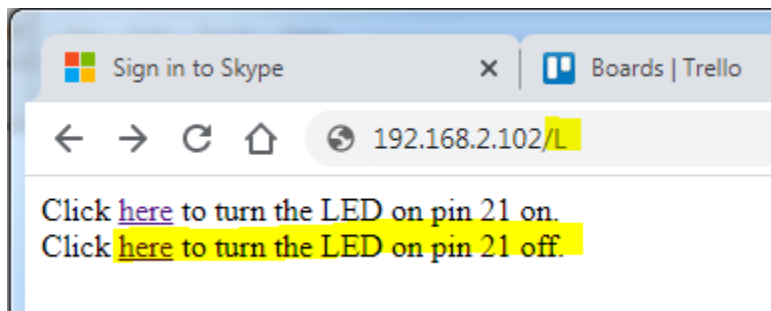 Sign in to Skype
Boards | Trello
192.168.2.102/L
Click here to turn the LED on pin 21 on.
Click here to turn the LED on pin 21 off.